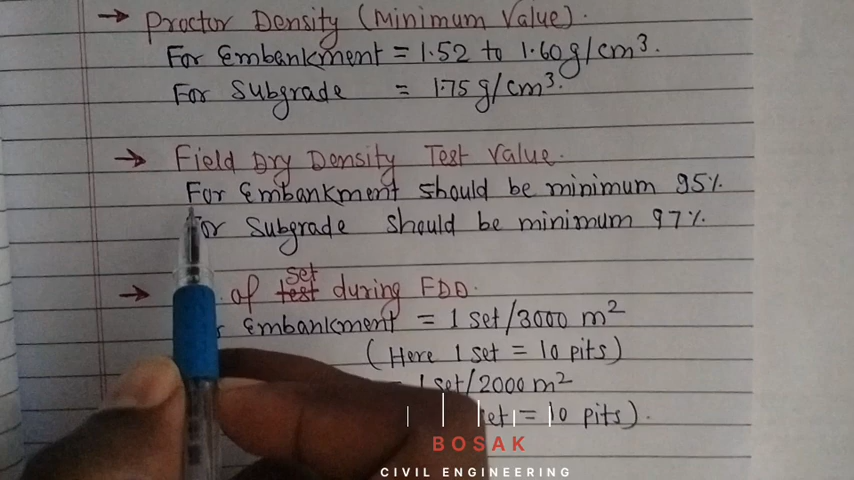 → Proctor Density (Minimum Value).
For Embankment = 1.52 to 1.60 g/cm³.
For Subgrade = 1.75 g/cm³.
→ Field Dry Density Test Value.
For Embankment should be minimum 95%.
For Subgrade should be minimum 97%.
→ of set test during FDD.
Embankment = 1 set/3000 m²
(Here 1 set = 10 pits)
= 1 set/2000 m²
set = 10 pits).
BOSAK
CIVIL ENGINEERING